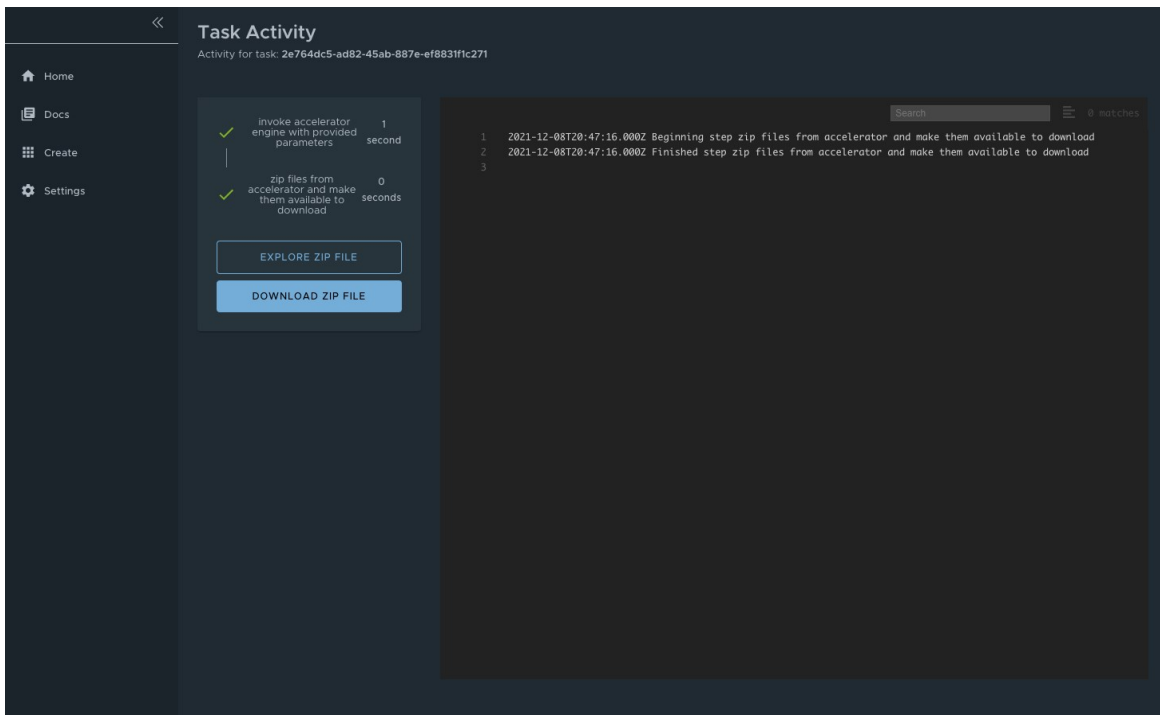 Task Activity
Activity for task: 2e764dc5-ad82-45ab-887e-ef8831f1c271
Home
Docs
Create
Settings
invoke accelerator
engine with provided
parameters
1
second
zip files from
accelerator and make
them available to
download
0
seconds
EXPLORE ZIP FILE
DOWNLOAD ZIP FILE
Search
0 matches
1 2021-12-08T20:47:16.000Z Beginning step zip files from accelerator and make them available to download
2 2021-12-08T20:47:16.000Z Finished step zip files from accelerator and make them available to download
3